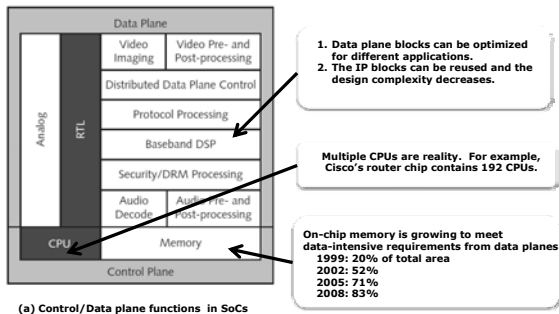 Data Plane
Video
Imaging
Video Pre- and
Post-processing
Distributed Data Plane Control
Protocol Processing
Baseband DSP
Security/DRM Processing
Audio
Decode
Audio Pre- and
Post-processing
Analog
RTL
CPU
Memory
Control Plane
1. Data plane blocks can be optimized
for different applications.
2. The IP blocks can be reused and the
design complexity decreases.
Multiple CPUs are reality. For example,
Cisco's router chip contains 192 CPUs.
On-chip memory is growing to meet
data-intensive requirements from data planes
1999: 20% of total area
2002: 52%
2005: 71%
2008: 83%
(a) Control/Data plane functions in SoCs